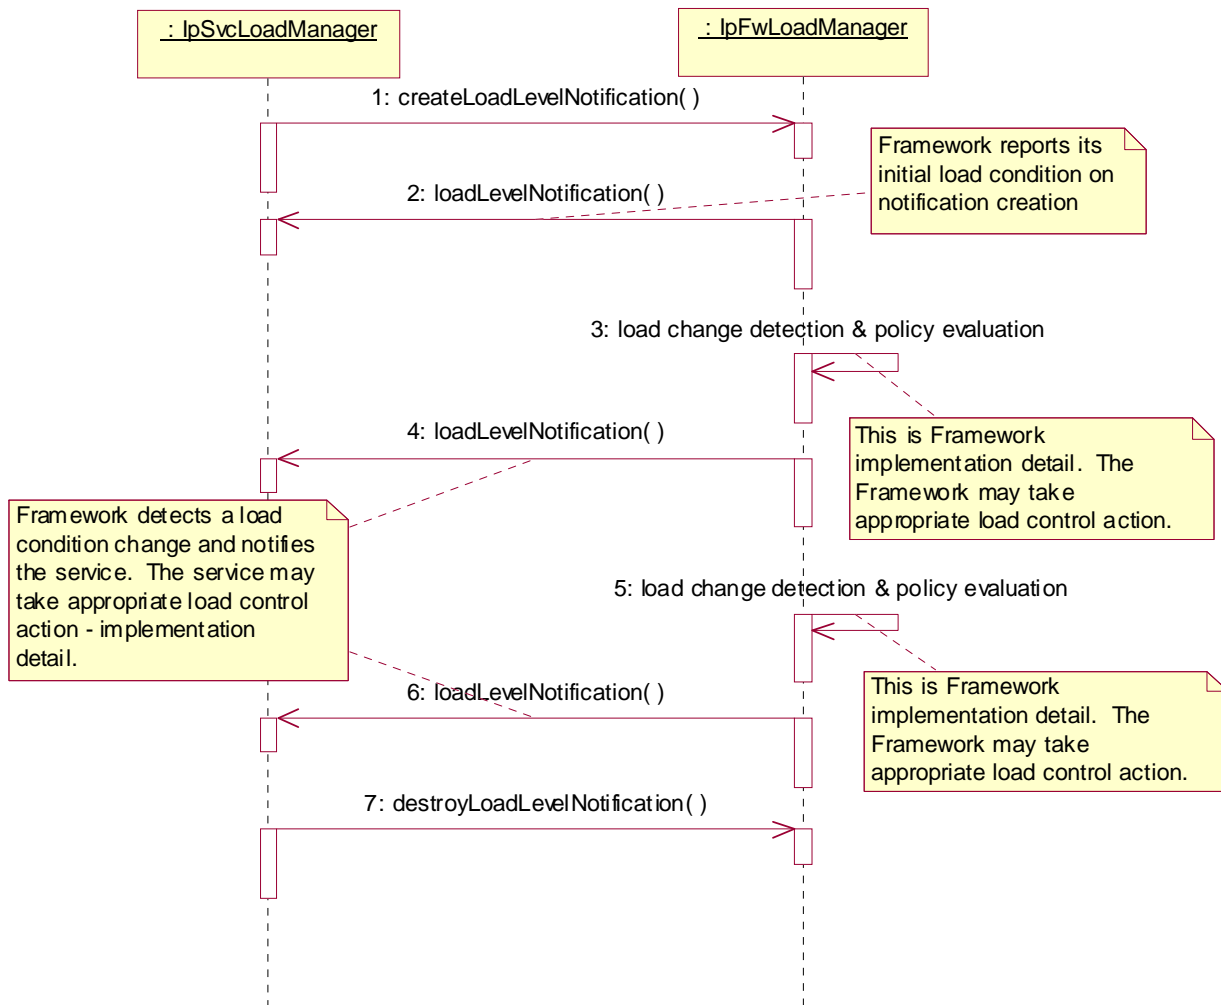 : IpSvcLoadManager
: IpFwLoadManager
1: createLoadLevelNotification( )
Framework reports its
initial load condition on
notification creation
2: loadLevelNotification( )
3: load change detection & policy evaluation
4: loadLevelNotification( )
This is Framework
implementation detail. The
Framework may take
appropriate load control action.
Framework detects a load
condition change and notifies
the service. The service may
take appropriate load control
action - implementation
detail.
5: load change detection & policy evaluation
6: loadLevelNotification( )
This is Framework
implementation detail. The
Framework may take
appropriate load control action.
7: destroyLoadLevelNotification( )